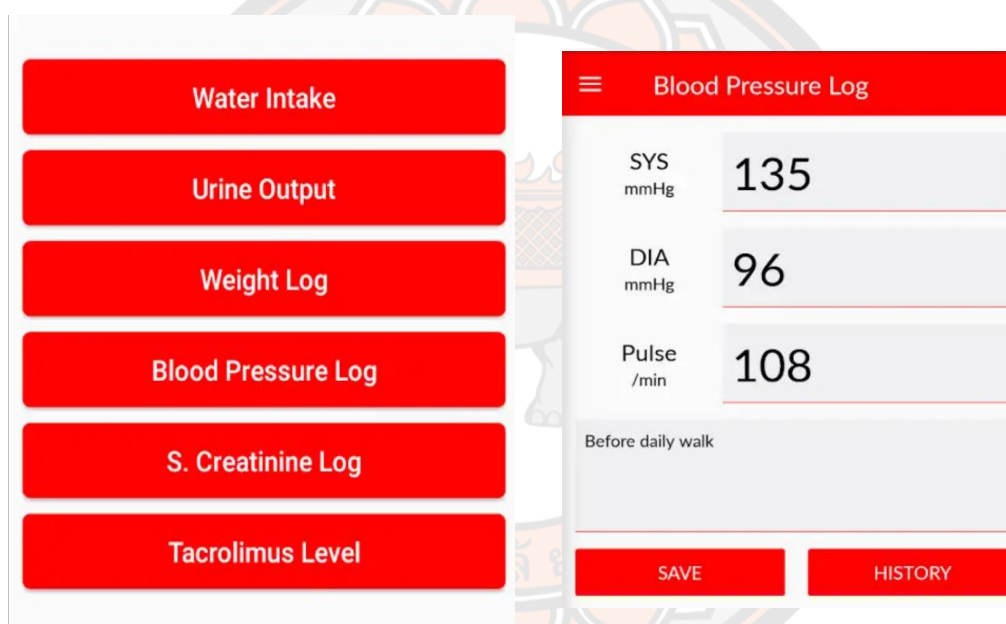 Water Intake
Urine Output
Weight Log
Blood Pressure Log
S. Creatinine Log
Tacrolimus Level
Blood Pressure Log
SYS
mmHg
135
DIA
mmHg
96
Pulse
/min
108
Before daily walk
SAVE
HISTORY